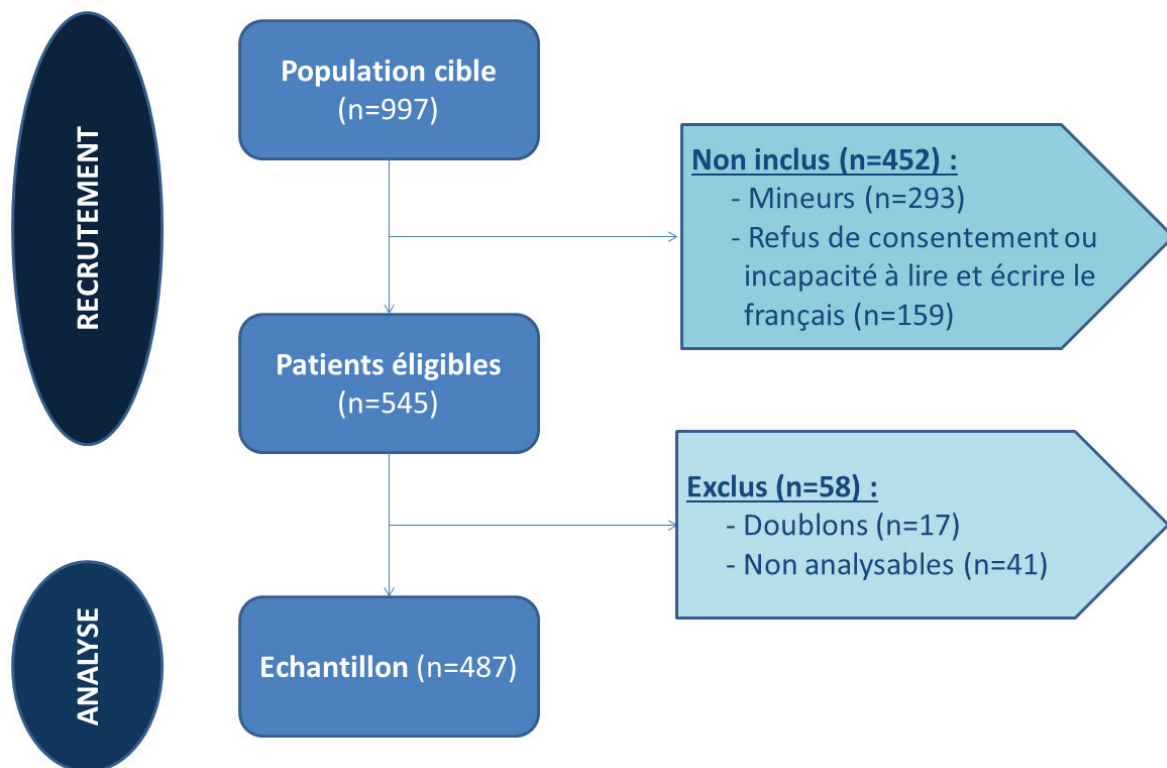 RECRUTEMENT
Population cible
(n=997)
Non inclus (n=452) :
- Mineurs (n=293)
- Refus de consentement ou
incapacité à lire et écrire le
français (n=159)
Patients éligibles
(n=545)
Exclus (n=58) :
- Doublons (n=17)
- Non analysables (n=41)
ANALYSE
Echantillon (n=487)